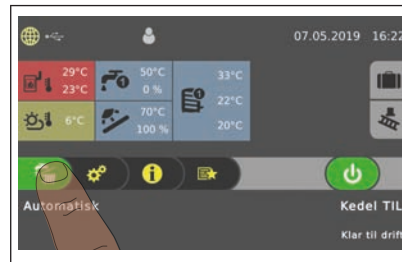 07.05.2019 16:22
29°C 50°C 33°C
23°C 0 % 22°C
6°C 70°C 20°C
100 %
Automatisk Kedel TIL
Klar til drift